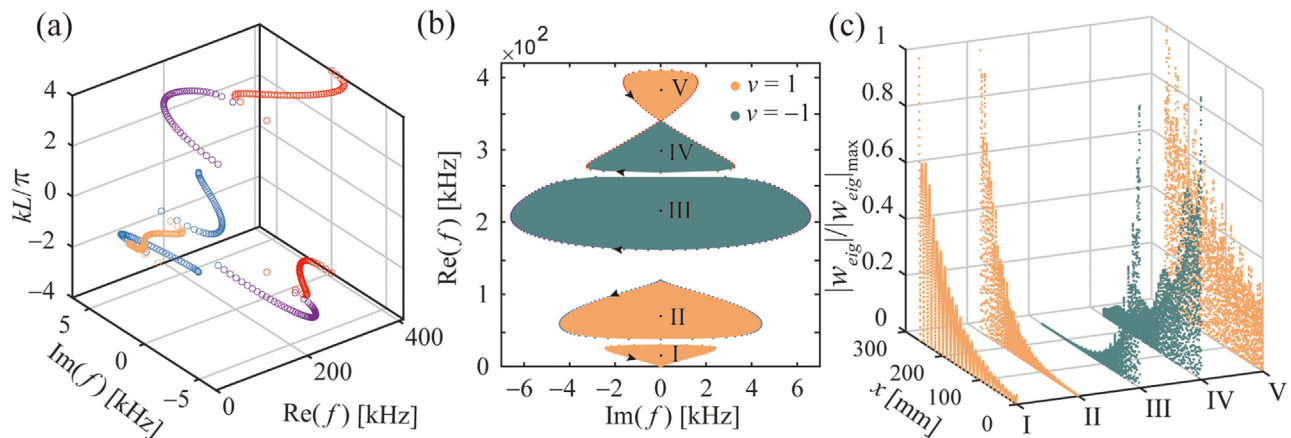 (a)
4
2
0
−2
−4
kL/π
5
0
−5
Im(f) [kHz]
0
200
400
Re(f) [kHz]
(b)
×10²
4
3
2
1
0
Re(f) [kHz]
−6
−4
−2
0
2
4
6
Im(f) [kHz]
V
IV
III
II
I
v = 1
v = −1
(c)
1
0.8
0.6
0.4
0.2
0
|w_eig|/|w_eig|max
300
200
100
0
x [mm]
I
II
III
IV
V